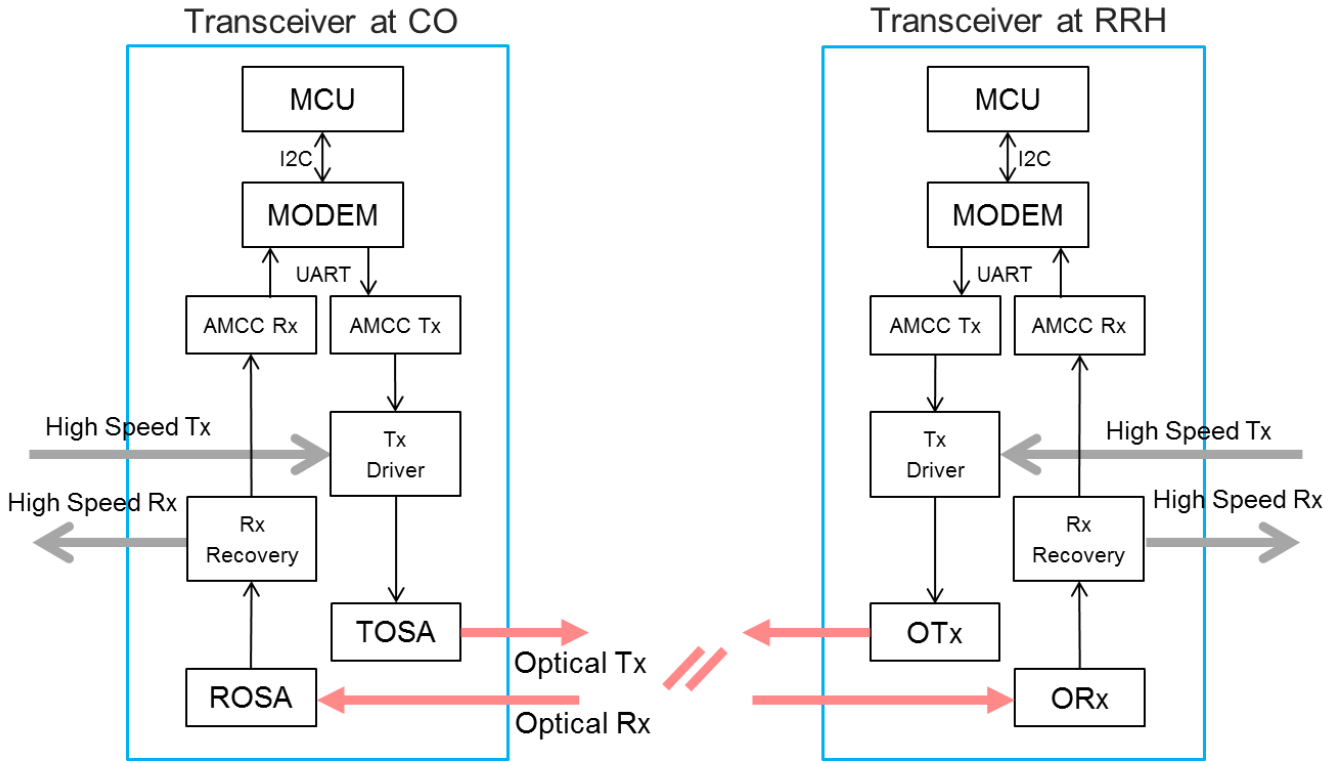 Transceiver at CO
MCU
I2C
MODEM
UART
AMCC Rx
AMCC Tx
High Speed Tx
Tx
Driver
High Speed Rx
Rx
Recovery
TOSA
Optical Tx
ROSA
Optical Rx
Transceiver at RRH
MCU
I2C
MODEM
UART
AMCC Tx
AMCC Rx
Tx
Driver
High Speed Tx
High Speed Rx
Rx
Recovery
OTx
ORx